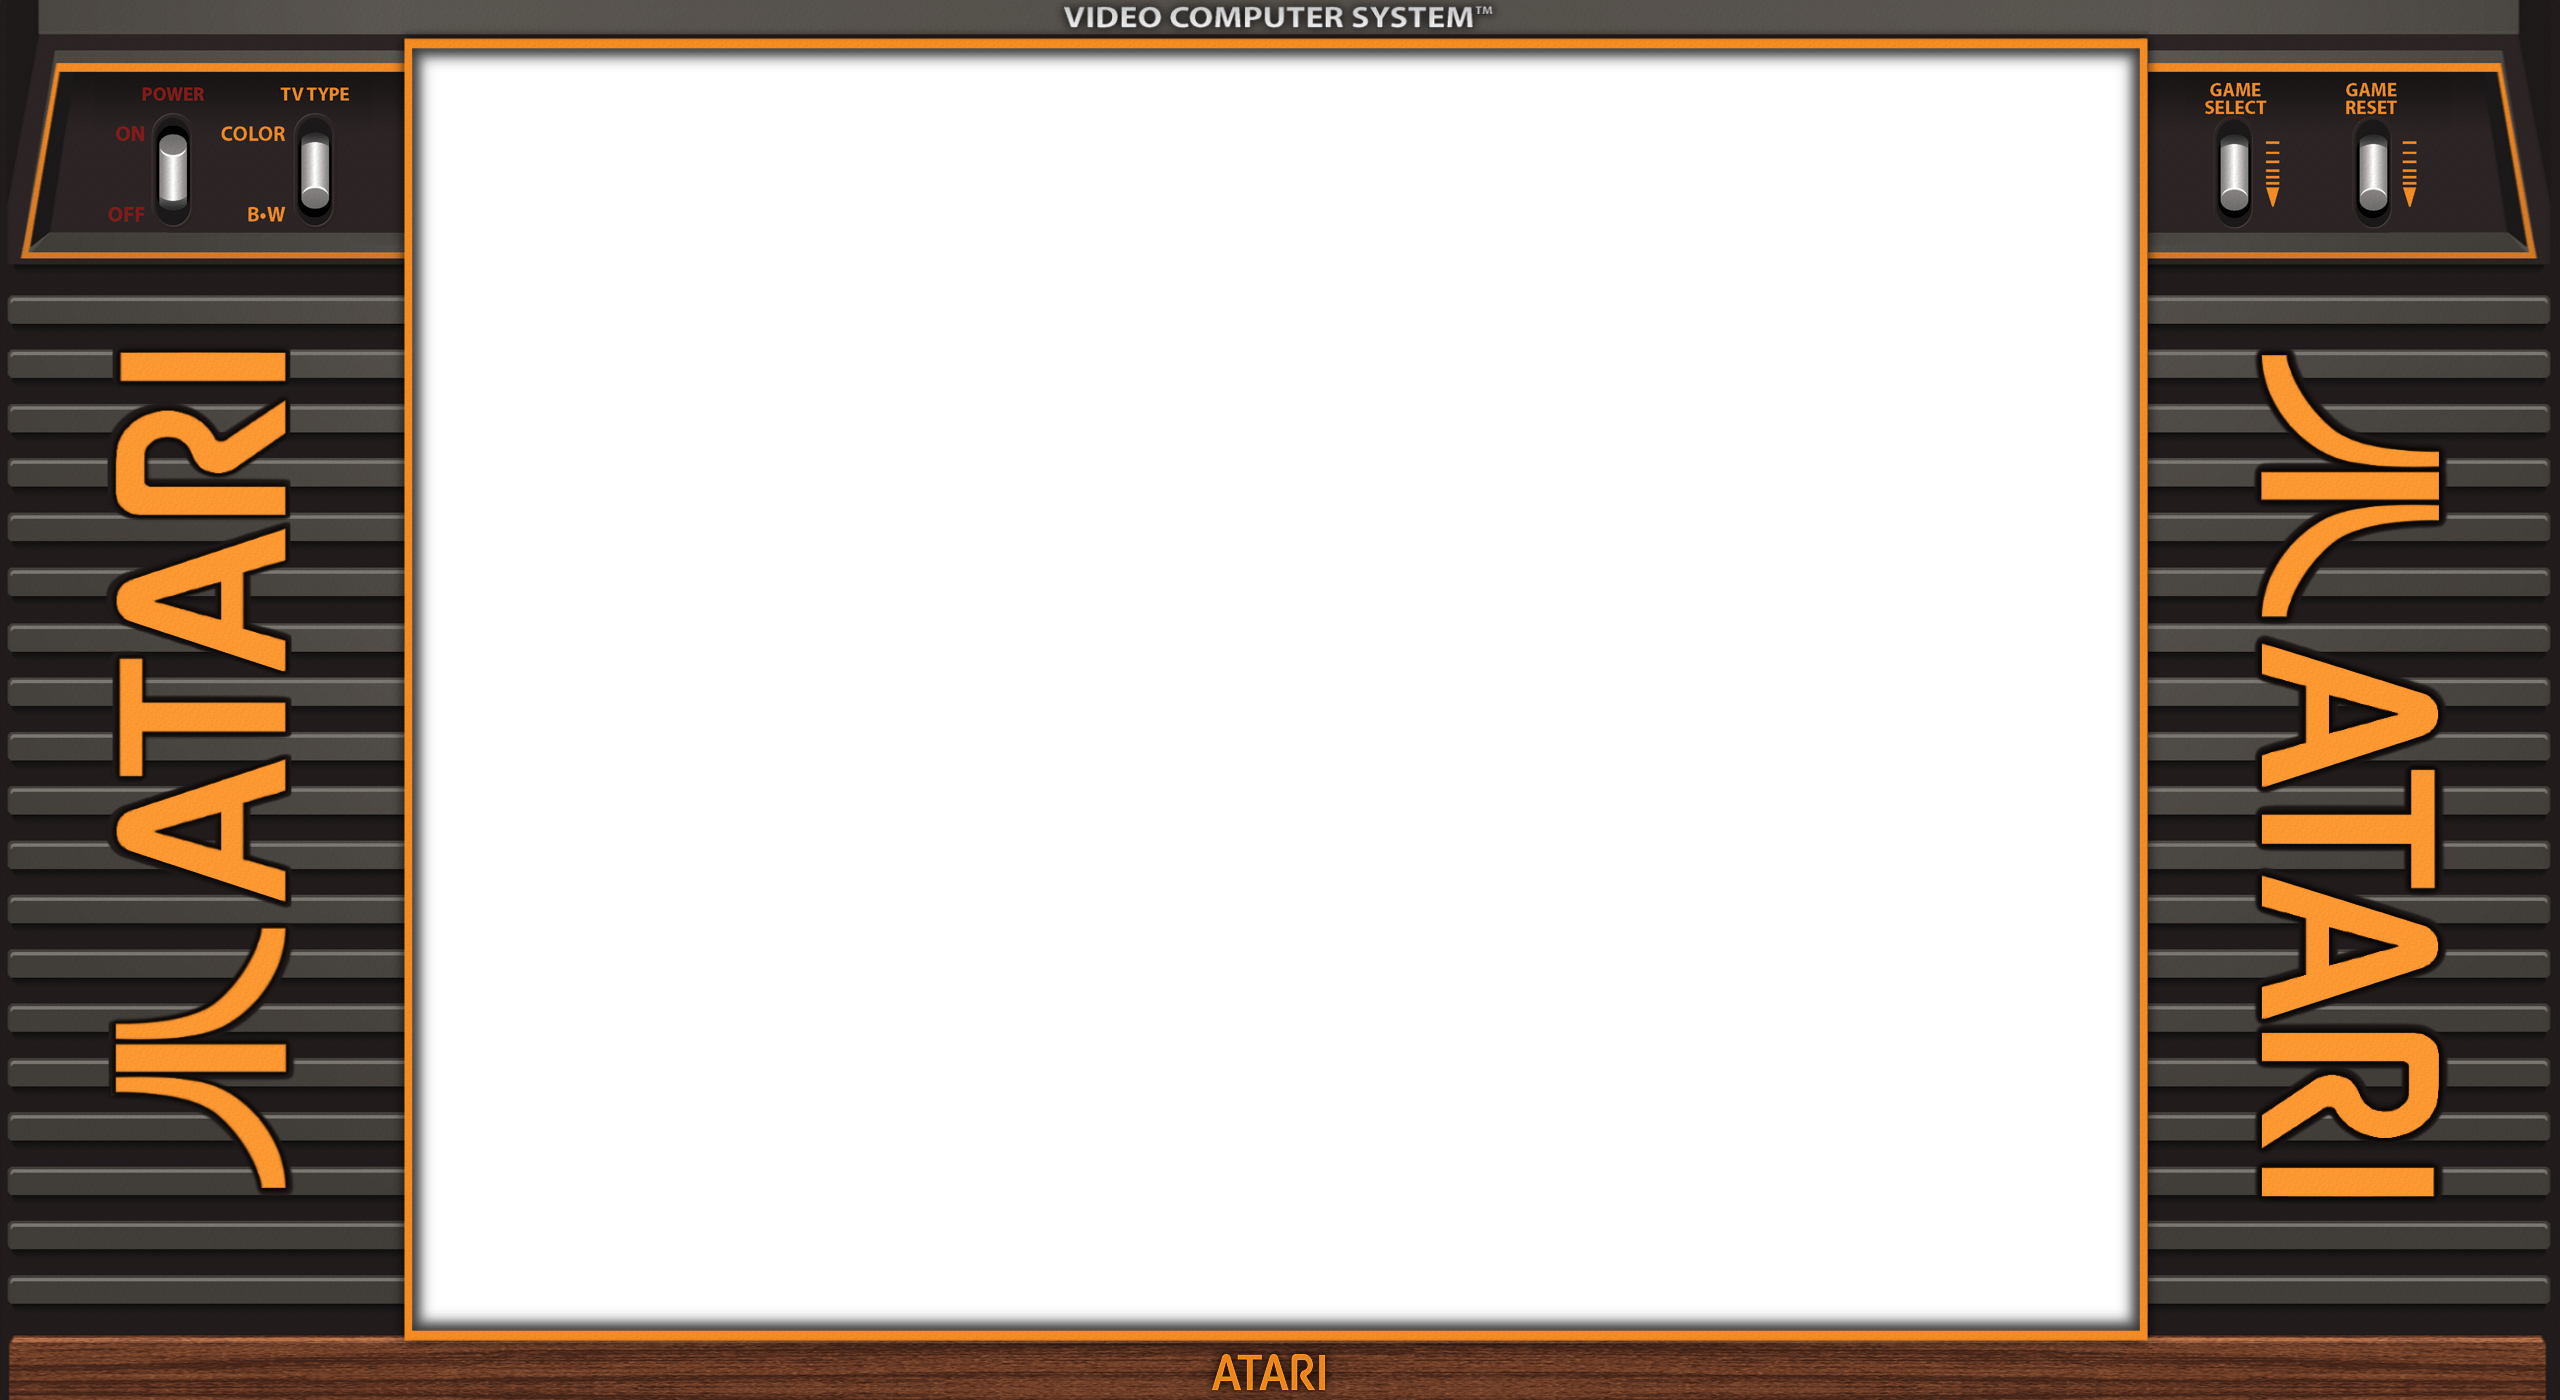 VIDEO COMPUTER SYSTEM™
POWER
ON
OFF
TV TYPE
COLOR
B•W
GAME
SELECT
GAME
RESET
ATARI
ATARI
ATARI